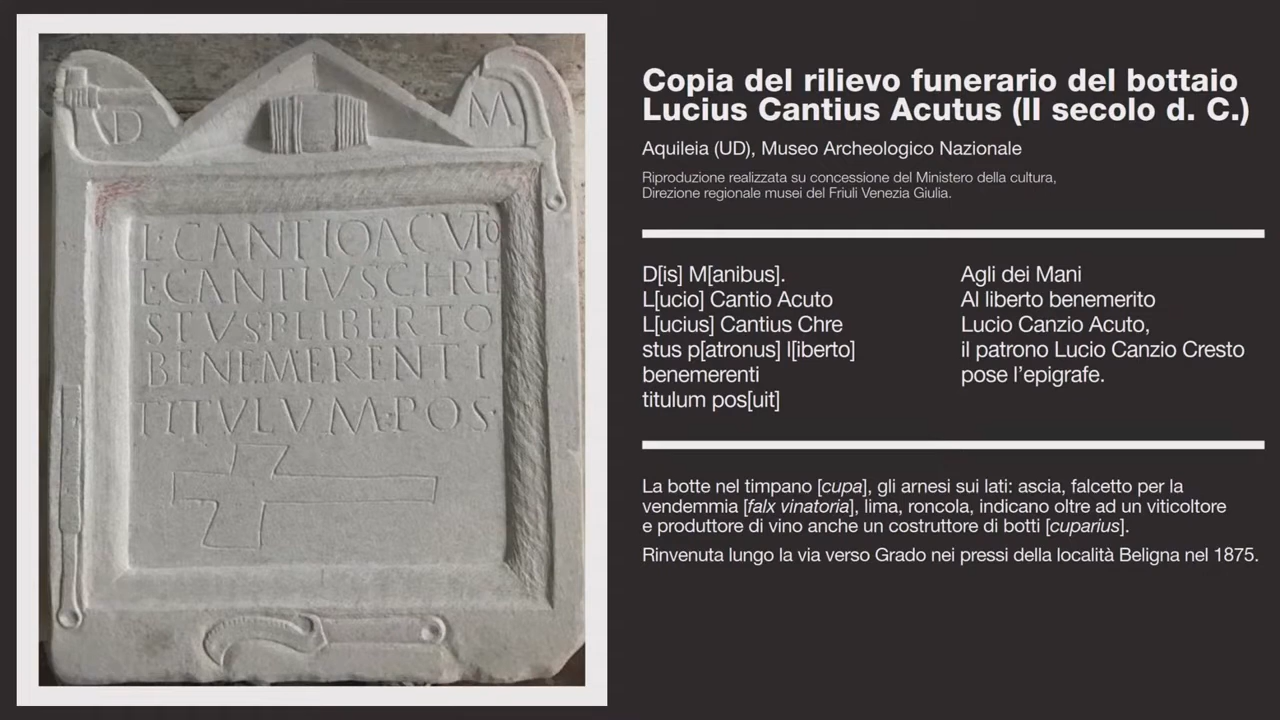 D M
L·CANTIOACVTO
L·CANTIVSCHRE
STVS·P·LIBERTO
BENE·MERENTI
TITVLVM·POS·
Copia del rilievo funerario del bottaio
Lucius Cantius Acutus (II secolo d. C.)
Aquileia (UD), Museo Archeologico Nazionale
Riproduzione realizzata su concessione del Ministero della cultura,
Direzione regionale musei del Friuli Venezia Giulia.
D[is] M[anibus].
L[ucio] Cantio Acuto
L[ucius] Cantius Chre
stus p[atronus] l[iberto]
benemerenti
titulum pos[uit]
Agli dei Mani
Al liberto benemerito
Lucio Canzio Acuto,
il patrono Lucio Canzio Cresto
pose l’epigrafe.
La botte nel timpano [cupa], gli arnesi sui lati: ascia, falcetto per la
vendemmia [falx vinatoria], lima, roncola, indicano oltre ad un viticoltore
e produttore di vino anche un costruttore di botti [cuparius].
Rinvenuta lungo la via verso Grado nei pressi della località Beligna nel 1875.